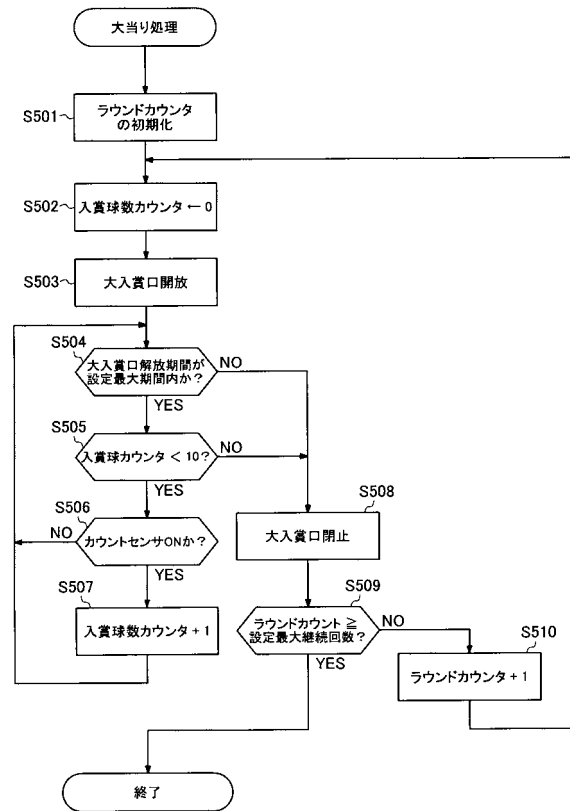 大当り処理
S501
ラウンドカウンタ
の初期化
S502
入賞球数カウンタ ← 0
S503
大入賞口開放
S504
大入賞口解放期間が
設定最大期間内か？
NO
YES
S505
入賞球カウンタ < 10？
NO
YES
S506
カウントセンサONか？
NO
YES
S507
入賞球数カウンタ + 1
S508
大入賞口閉止
S509
ラウンドカウント ≧
設定最大継続回数？
NO
YES
S510
ラウンドカウンタ + 1
終了